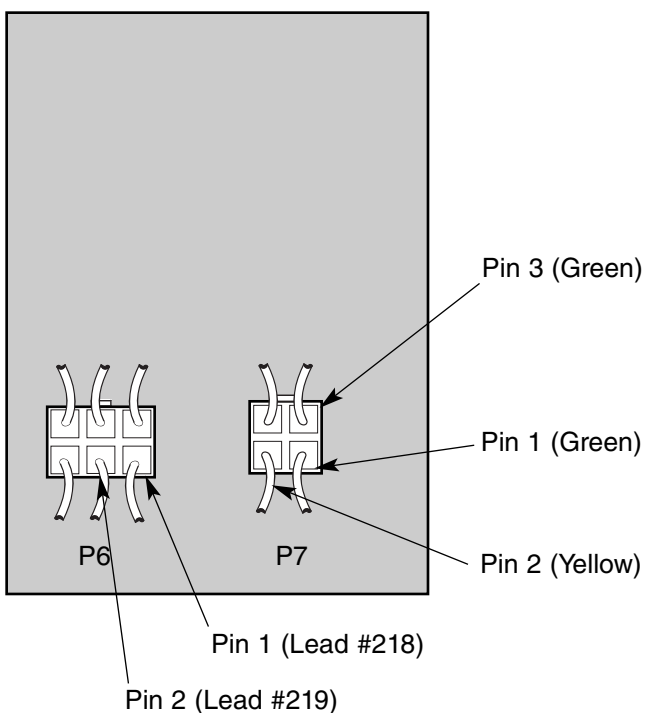 Pin 3 (Green)
Pin 1 (Green)
P6
P7
Pin 2 (Yellow)
Pin 1 (Lead #218)
Pin 2 (Lead #219)